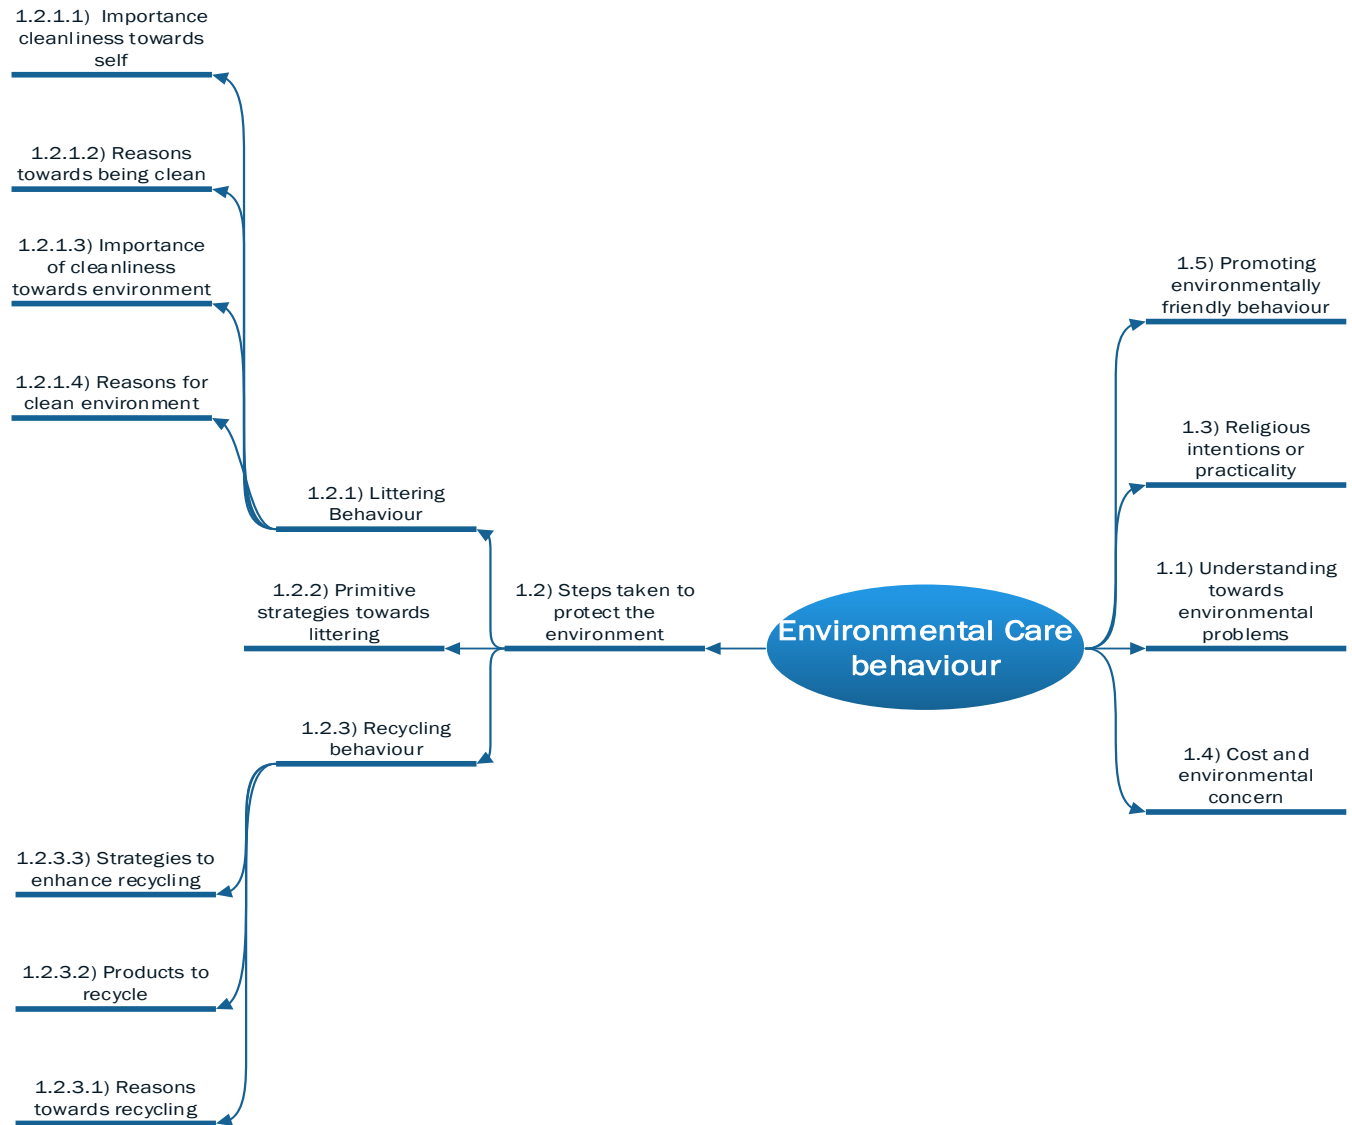 1.2.1.1) Importance
cleanliness towards
self
1.2.1.2) Reasons
towards being clean
1.2.1.3) Importance
of cleanliness
towards environment
1.2.1.4) Reasons for
clean environment
1.2.1) Littering
Behaviour
1.2.2) Primitive
strategies towards
littering
1.2) Steps taken to
protect the
environment
1.2.3) Recycling
behaviour
1.2.3.3) Strategies to
enhance recycling
1.2.3.2) Products to
recycle
1.2.3.1) Reasons
towards recycling
Environmental Care
behaviour
1.5) Promoting
environmentally
friendly behaviour
1.3) Religious
intentions or
practicality
1.1) Understanding
towards
environmental
problems
1.4) Cost and
environmental
concern